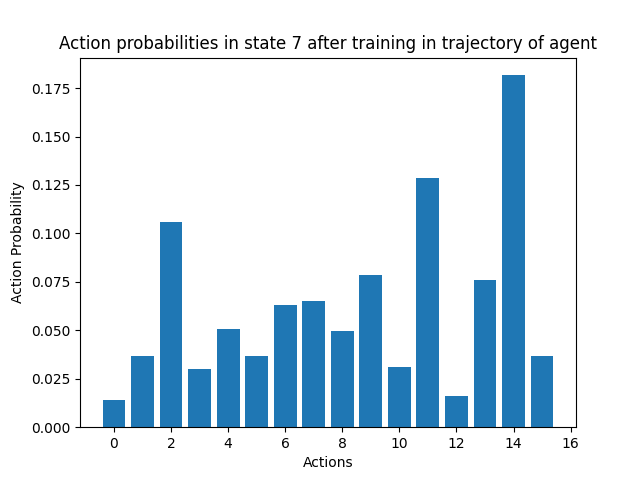 Action probabilities in state 7 after training in trajectory of agent
0.175
0.150
0.125
0.100
0.075
0.050
0.025
0.000
Action Probability
0 2 4 6 8 10 12 14 16
Actions